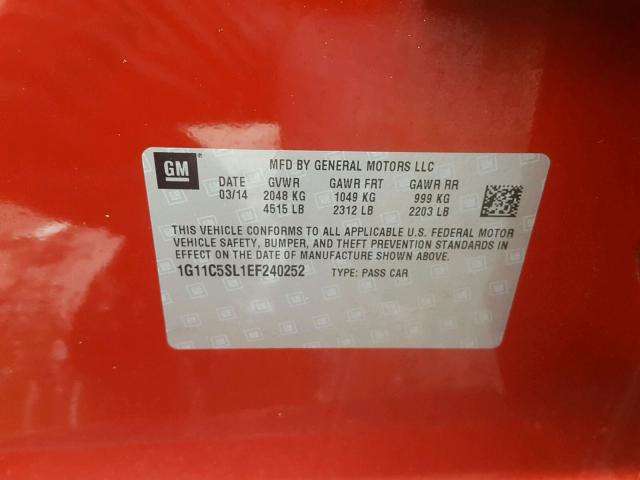 GM
MFD BY GENERAL MOTORS LLC
DATE GVWR GAWR FRT GAWR RR
03/14 2048 KG 1049 KG 999 KG
4515 LB 2312 LB 2203 LB
THIS VEHICLE CONFORMS TO ALL APPLICABLE U.S. FEDERAL MOTOR
VEHICLE SAFETY, BUMPER, AND THEFT PREVENTION STANDARDS IN
EFFECT ON THE DATE OF MANUFACTURE SHOWN ABOVE.
1G11C5SL1EF240252 TYPE: PASS CAR